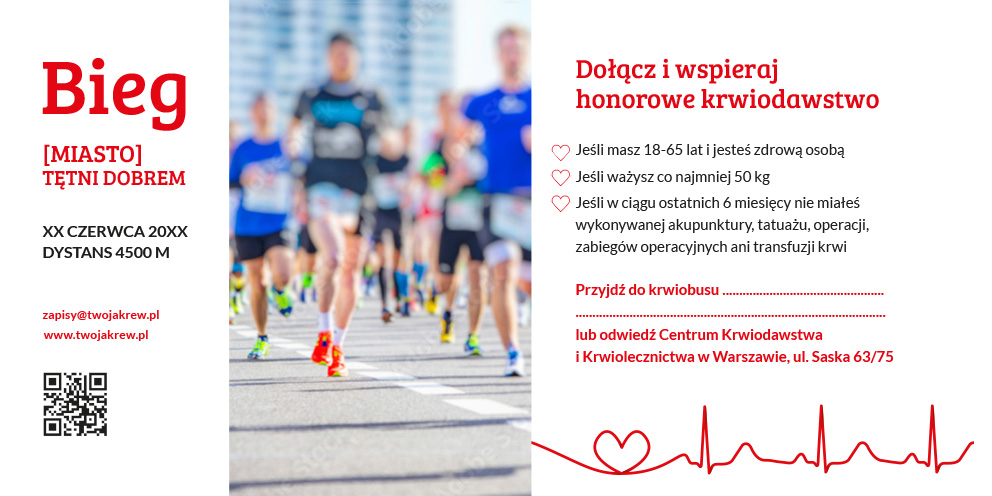 Bieg
[MIASTO]
TĘTNI DOBREM
XX CZERWCA 20XX
DYSTANS 4500 M
zapisy@twojakrew.pl
www.twojakrew.pl
Dołącz i wspieraj
honorowe krwiodawstwo
Jeśli masz 18-65 lat i jesteś zdrową osobą
Jeśli ważysz co najmniej 50 kg
Jeśli w ciągu ostatnich 6 miesięcy nie miałeś
wykonywanej akupunktury, tatuażu, operacji,
zabiegów operacyjnych ani transfuzji krwi
Przyjdź do krwiobusu ................................................
............................................................................................
lub odwiedź Centrum Krwiodawstwa
i Krwiolecznictwa w Warszawie, ul. Saska 63/75